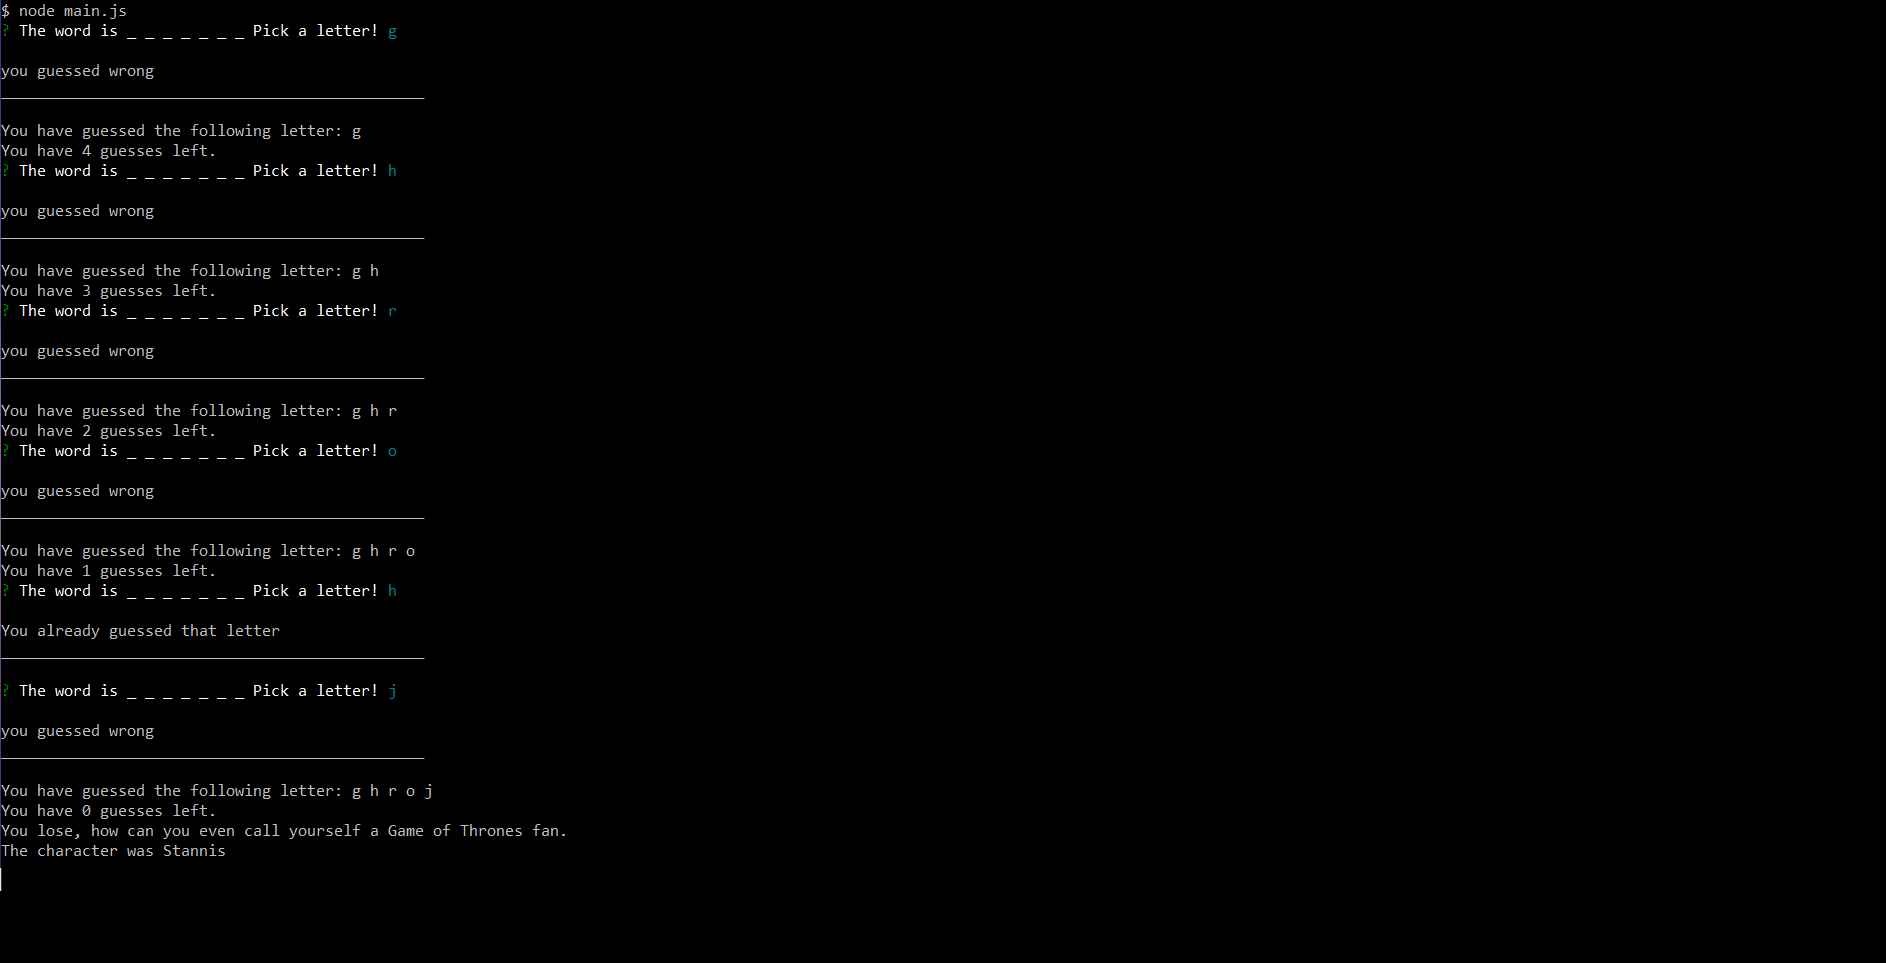 $ node main.js
? The word is _ _ _ _ _ _ _ Pick a letter! g
you guessed wrong
You have guessed the following letter: g
You have 4 guesses left.
? The word is _ _ _ _ _ _ _ Pick a letter! h
you guessed wrong
You have guessed the following letter: g h
You have 3 guesses left.
? The word is _ _ _ _ _ _ _ Pick a letter! r
you guessed wrong
You have guessed the following letter: g h r
You have 2 guesses left.
? The word is _ _ _ _ _ _ _ Pick a letter! o
you guessed wrong
You have guessed the following letter: g h r o
You have 1 guesses left.
? The word is _ _ _ _ _ _ _ Pick a letter! h
You already guessed that letter
? The word is _ _ _ _ _ _ _ Pick a letter! j
you guessed wrong
You have guessed the following letter: g h r o j
You have 0 guesses left.
You lose, how can you even call yourself a Game of Thrones fan.
The character was Stannis